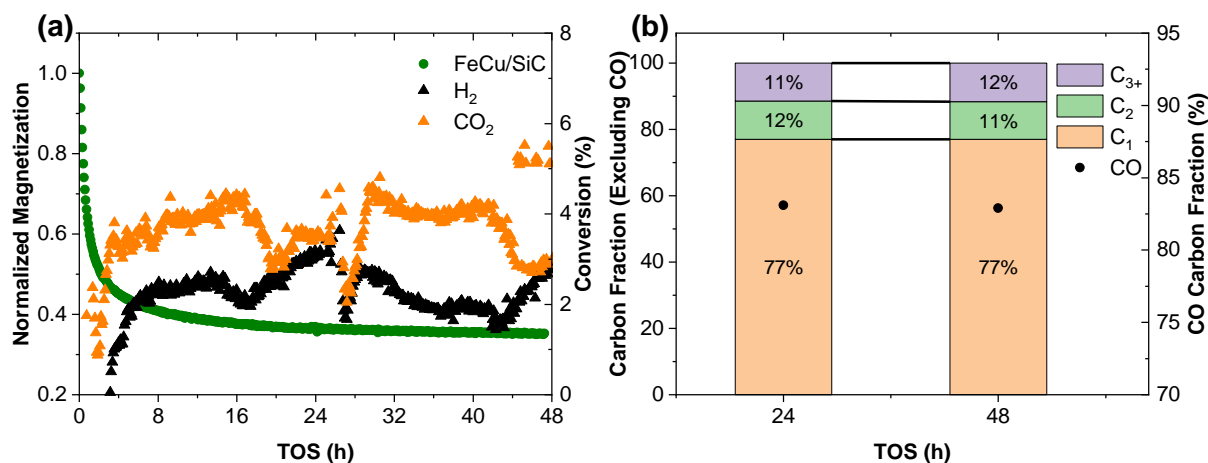 (a)
Normalized Magnetization
1.0
0.8
0.6
0.4
0.2
FeCu/SiC
H2
CO2
8
6
4
2
0
Conversion (%)
0 8 16 24 32 40 48
TOS (h)
(b)
Carbon Fraction (Excluding CO)
100
80
60
40
20
0
11%
12%
77%
12%
11%
77%
95
90
85
80
75
70
CO Carbon Fraction (%)
C3+
C2
C1
CO
24 48
TOS (h)